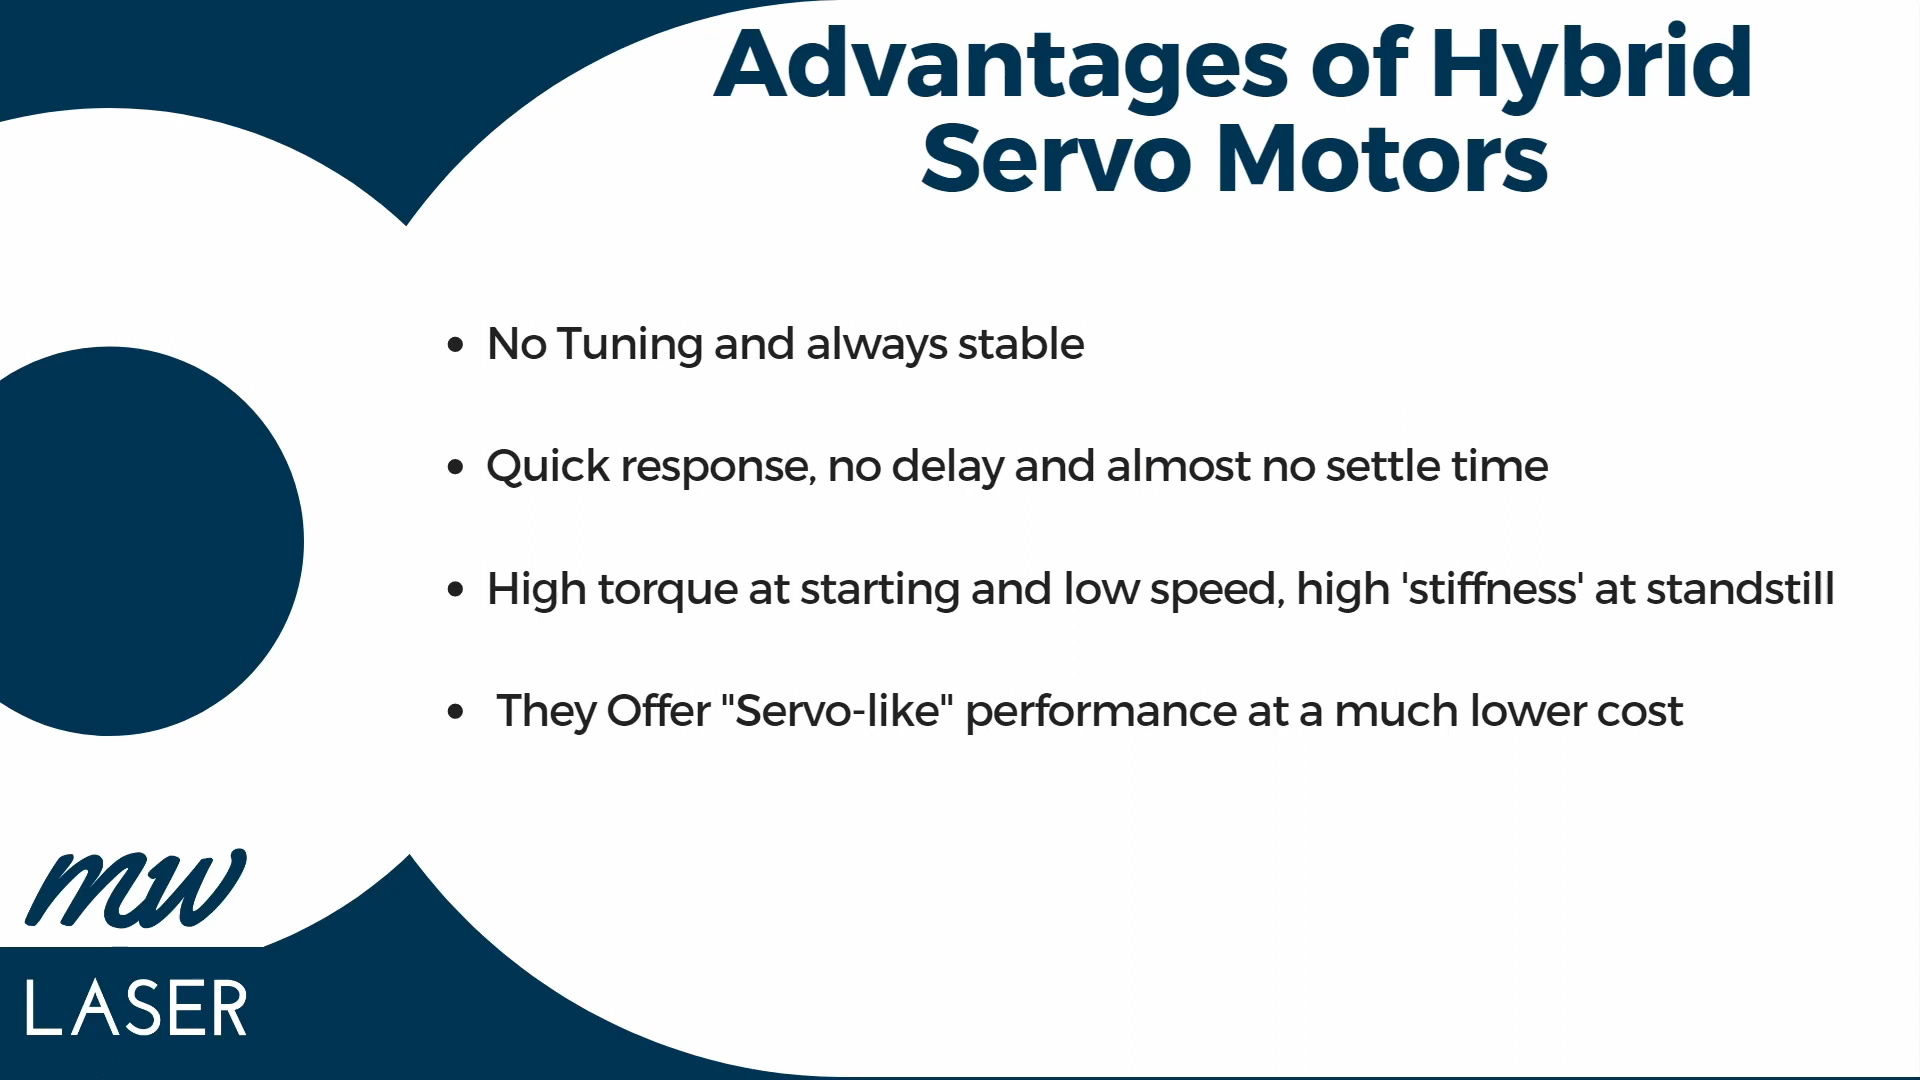 Advantages of Hybrid
Servo Motors
• No Tuning and always stable
• Quick response, no delay and almost no settle time
• High torque at starting and low speed, high 'stiffness' at standstill
• They Offer "Servo-like" performance at a much lower cost
mw
LASER